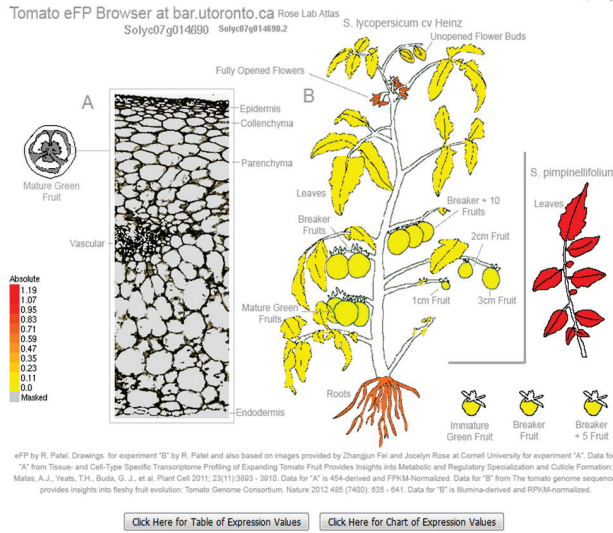 Tomato eFP Browser at bar.utoronto.ca Rose Lab Atlas
Solyc07g014690 Solyc07g014690.2
S. lycopersicum cv Heinz
Unopened Flower Buds
Fully Opened Flowers
A
B
Epidermis
Collenchyma
Parenchyma
Mature Green
Fruit
S. pimpinellifolium
Leaves
Leaves
Breaker + 10
Fruits
Breaker
Fruits
2cm Fruit
Vascular
Absolute
1.19
1.07
0.95
0.83
0.71
0.59
0.47
0.35
0.23
0.11
0.0
Masked
1cm Fruit
3cm Fruit
Mature Green
Fruits
Roots
Endodermis
Immature
Green Fruit
Breaker
Fruit
Breaker
+ 5 Fruit
eFP by R. Patel. Drawings for experiment "B" by R. Patel and also based on images provided by Zhangjun Fei and Jocelyn Rose at Cornell University for experiment "A". Data for
"A" from Tissue- and Cell-Type Specific Transcriptome Profiling of Expanding Tomato Fruit Provides Insights into Metabolic and Regulatory Specialization and Cuticle Formation:
Matas, A.J., Yeats, T.H., Buda, G. J., et al. Plant Cell 2011; 23(11):3893 - 3910. Data for "A" is 454-derived and FPKM-Normalized. Data for "B" from The tomato genome sequence
provides insights into fleshy fruit evolution: Tomato Genome Consortium. Nature 2012 485 (7400): 635 - 641. Data for "B" is Illumina-derived and RPKM-normalized.
Click Here for Table of Expression Values
Click Here for Chart of Expression Values